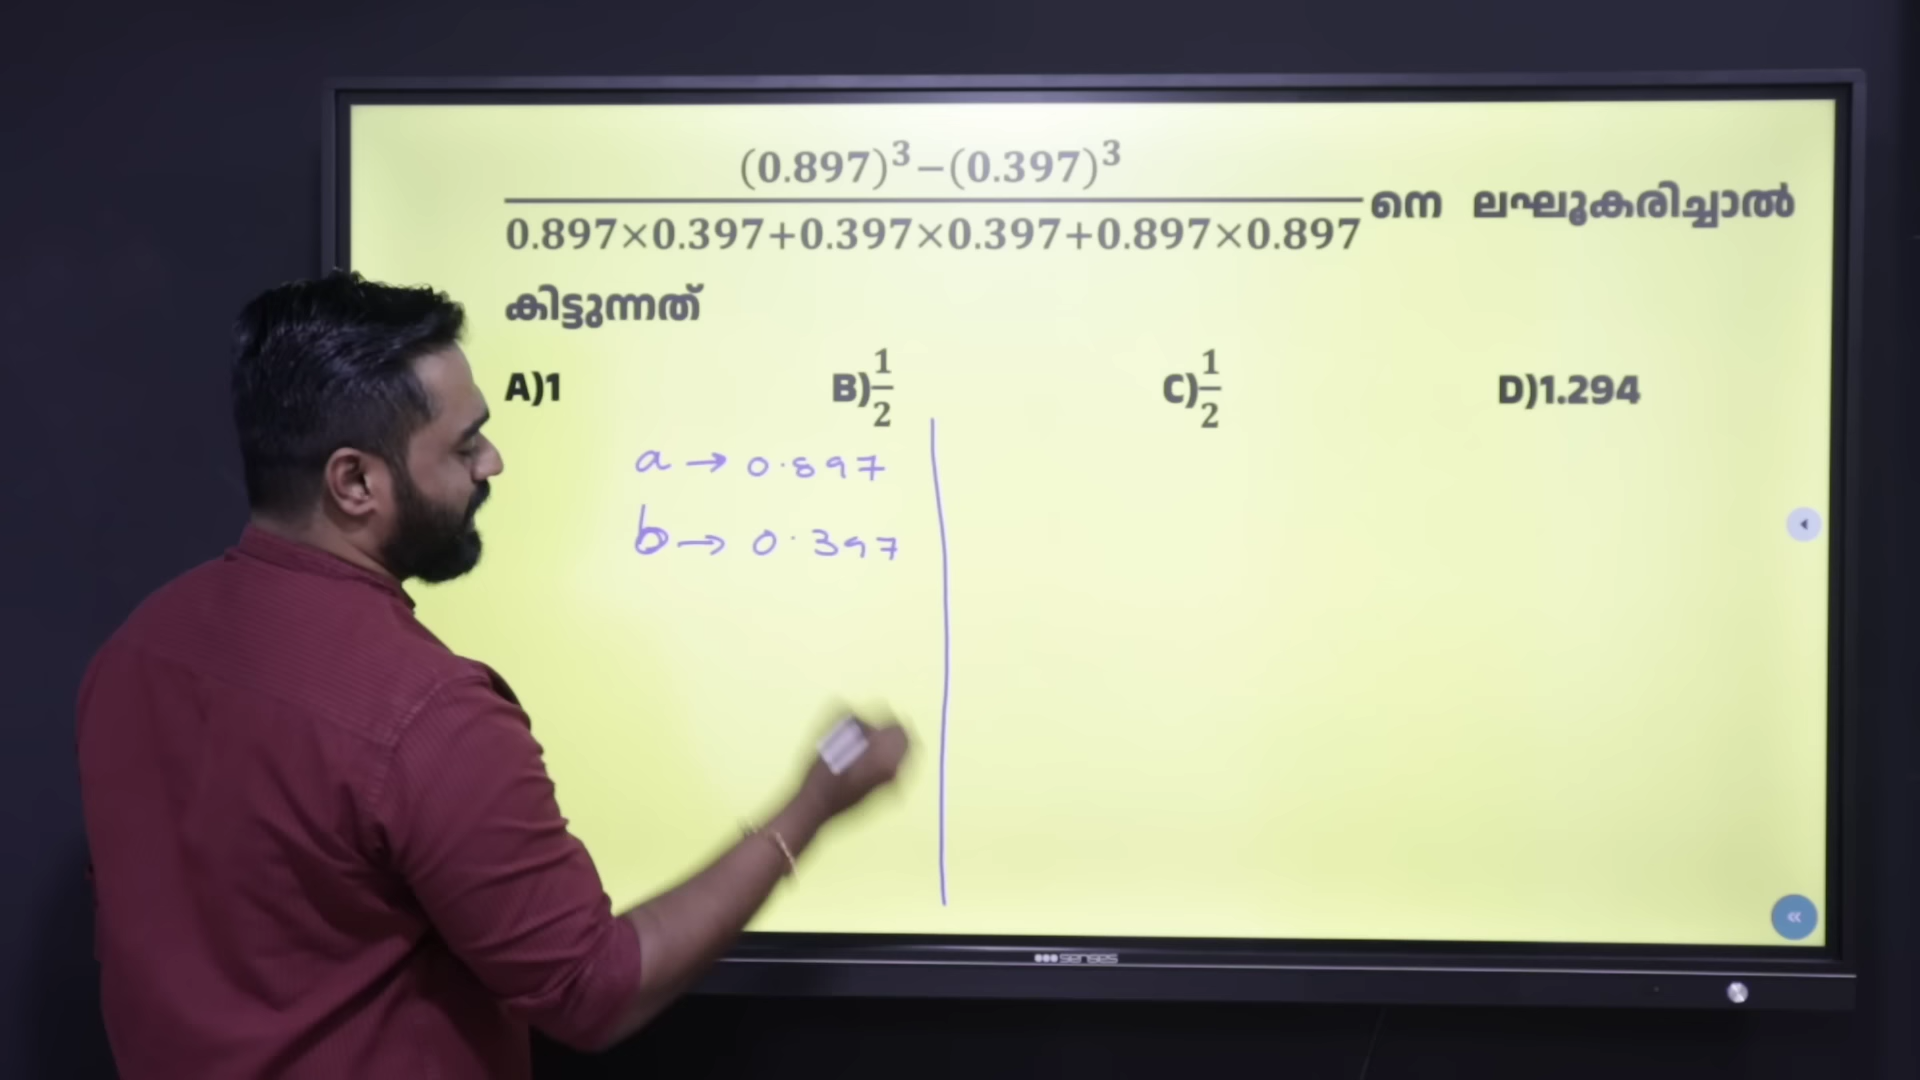 (0.897)³−(0.397)³
0.897×0.397+0.397×0.397+0.897×0.897 നെ ലഘൂകരിച്ചാൽ
കിട്ടുന്നത്
A)1 B)1/2 C)1/2 D)1.294
a → 0.897
b → 0.397
senses